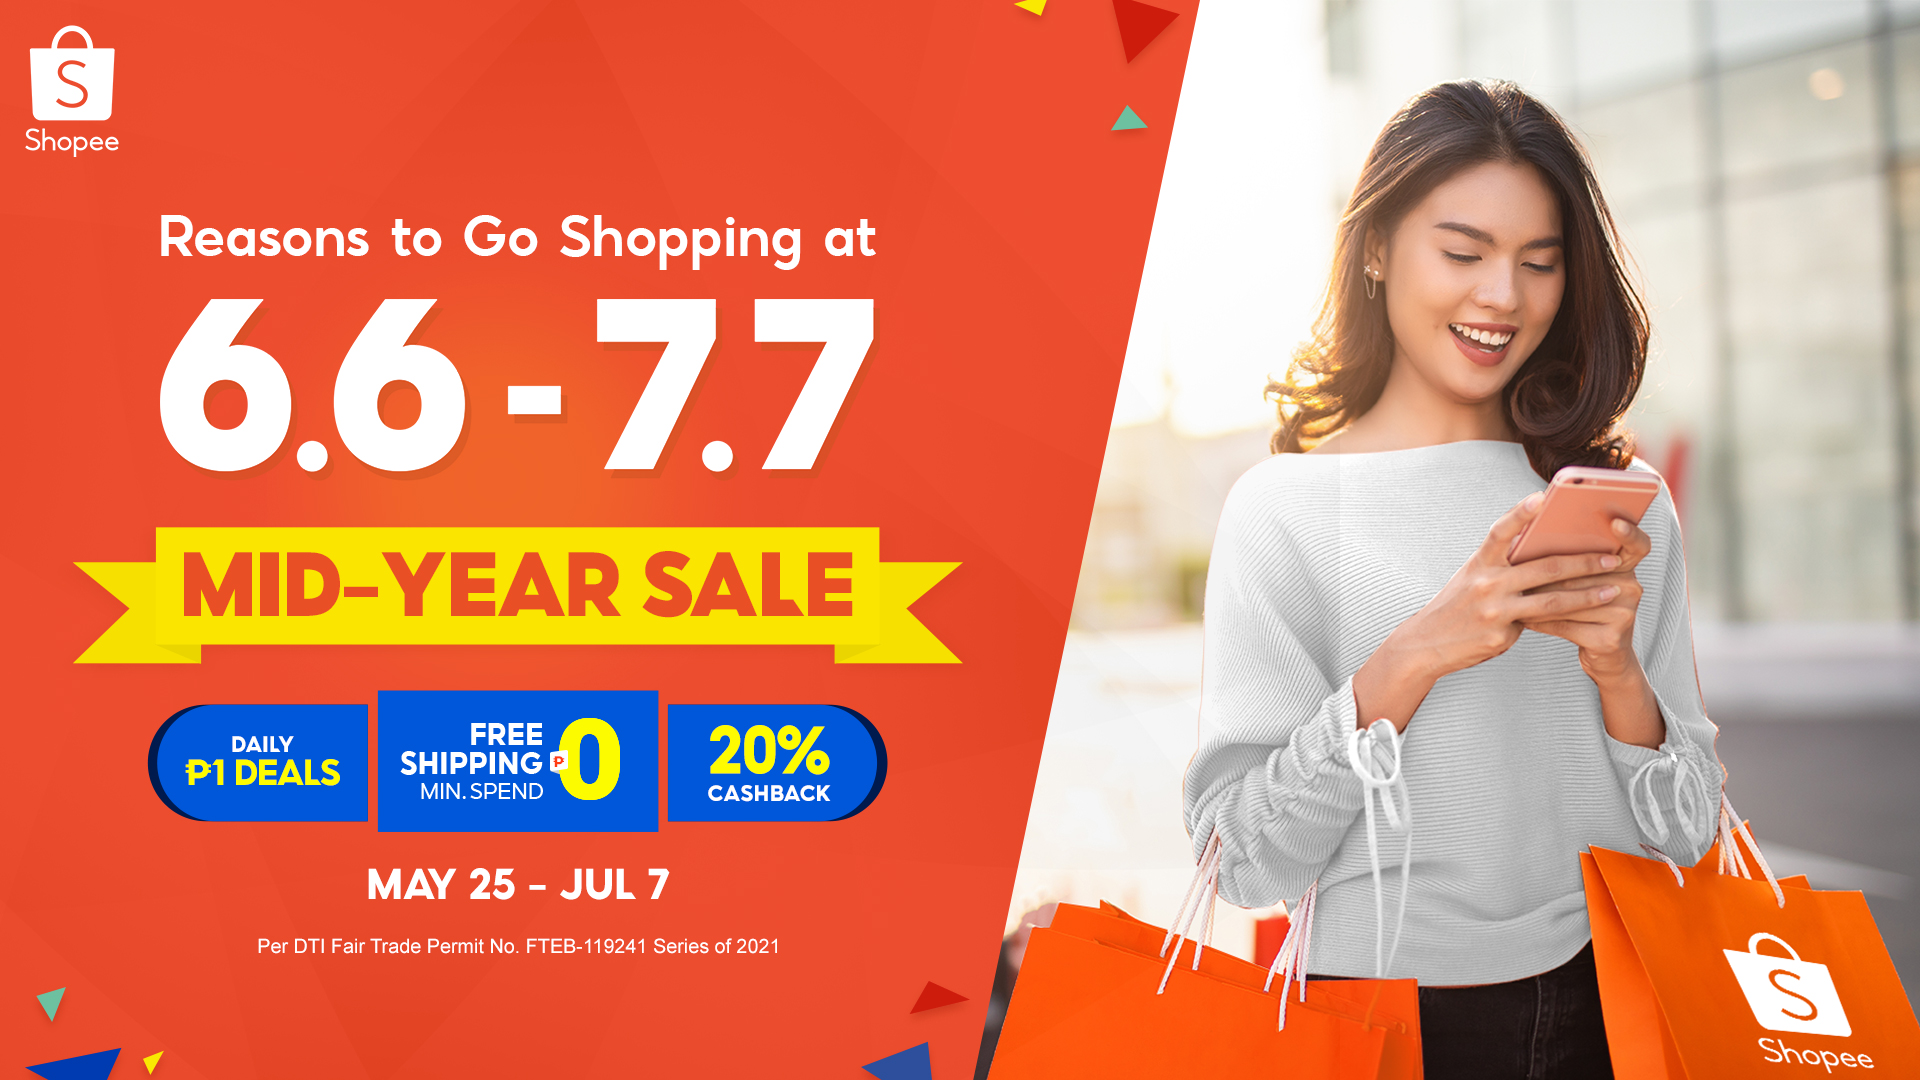 S
Shopee
Reasons to Go Shopping at
6.6 - 7.7
MID-YEAR SALE
DAILY
₱1 DEALS
FREE
SHIPPING
MIN. SPEND
₱0
20%
CASHBACK
MAY 25 - JUL 7
Per DTI Fair Trade Permit No. FTEB-119241 Series of 2021
S
Shopee